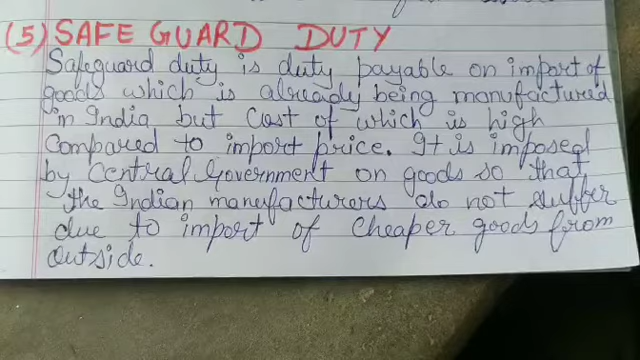 (5) SAFE GUARD DUTY
Safeguard duty is duty payable on import of
goods which is already being manufactured
in India but cost of which is high
compared to import price. It is imposed
by Central Government on goods so that
the Indian manufacturers do not suffer
due to import of cheaper goods from
outside.